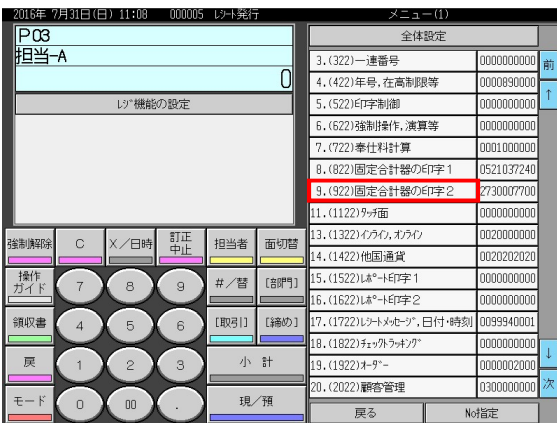 2016年 7月31日(日) 11:08 000005 ﾚｼｰﾄ発行 メニュー(1)
P03
担当-A
0
ﾚｼﾞ機能の設定
全体設定
3.(322)一連番号 0000000000
4.(422)年号,在高制限等 0000890000
5.(522)印字制御 0000000000
6.(622)強制操作,演算等 0000000000
7.(722)奉仕料計算 0001000000
8.(822)固定合計器の印字1 0521037240
9.(922)固定合計器の印字2 2730007700
11.(1122)ﾀｯﾁ面 0000000000
13.(1322)ｲﾝﾗｲﾝ,ｵﾝﾗｲﾝ 0020000000
14.(1422)他国通貨 0020202020
15.(1522)ﾚﾎﾟｰﾄ印字1 0000000000
16.(1622)ﾚﾎﾟｰﾄ印字2 0000000000
17.(1722)ﾚｼｰﾄﾒｯｾｰｼﾞ,日付・時刻 0099940001
18.(1822)ﾁｪｯｸﾄﾗｯｷﾝｸﾞ 0000000000
19.(1922)ｵｰﾀﾞｰ 0000002000
20.(2022)顧客管理 0300000000
前
↑
↓
次
戻る No指定
強制解除 C X/日時 訂正中止 担当者 面切替
操作ガイド 7 8 9 #/替 [部門]
領収書 4 5 6 [取引] [締め]
戻 1 2 3 小 計
モード 0 00 . 現/預